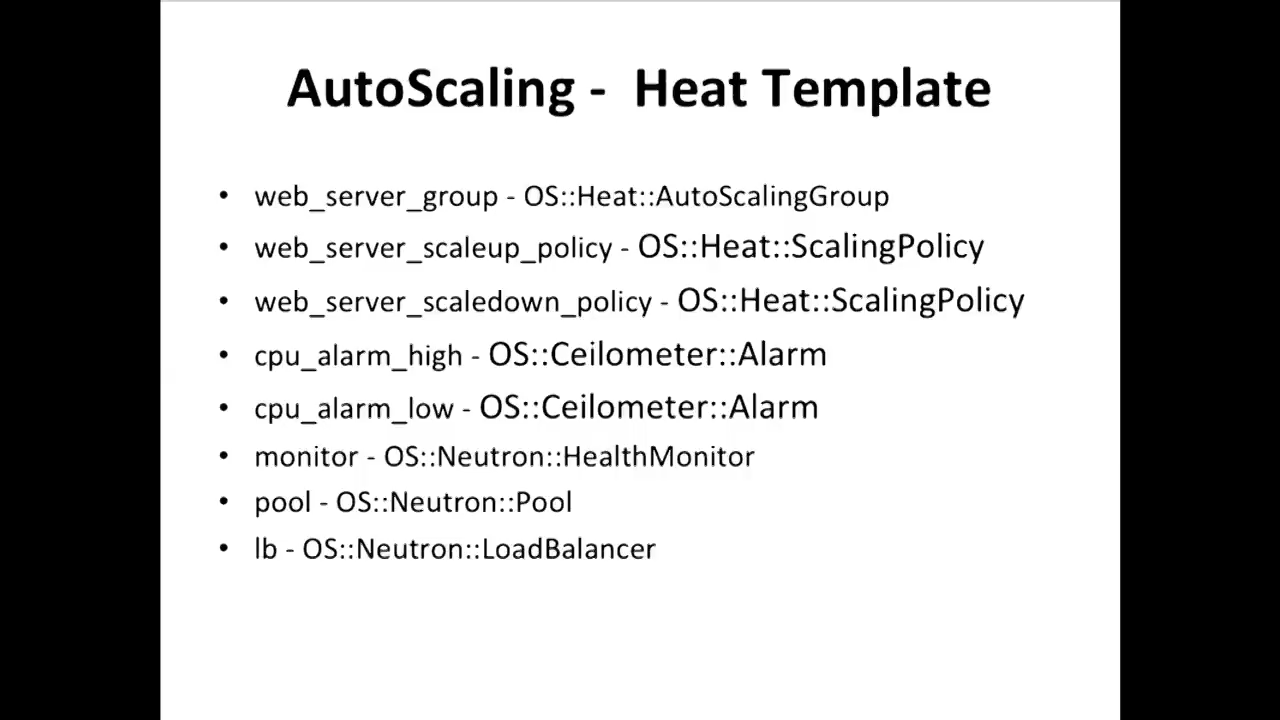 AutoScaling - Heat Template
• web_server_group - OS::Heat::AutoScalingGroup
• web_server_scaleup_policy - OS::Heat::ScalingPolicy
• web_server_scaledown_policy - OS::Heat::ScalingPolicy
• cpu_alarm_high - OS::Ceilometer::Alarm
• cpu_alarm_low - OS::Ceilometer::Alarm
• monitor - OS::Neutron::HealthMonitor
• pool - OS::Neutron::Pool
• lb - OS::Neutron::LoadBalancer